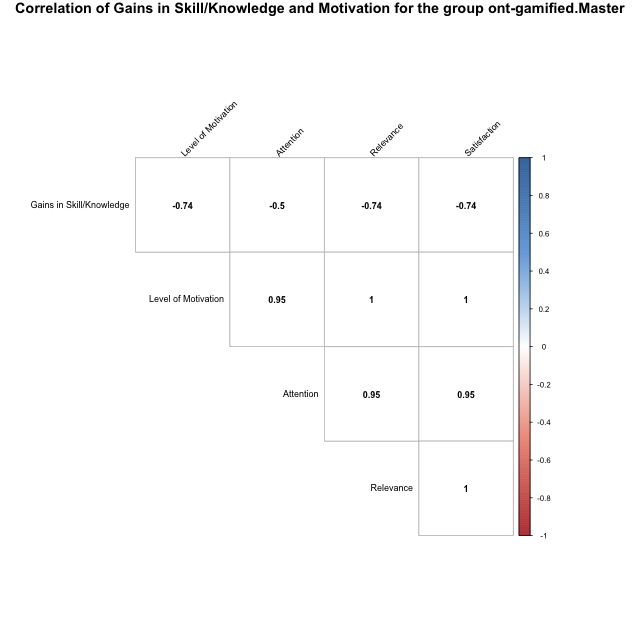 Correlation of Gains in Skill/Knowledge and Motivation for the group ont-gamified.Master
Level of Motivation
Attention
Relevance
Satisfaction
Gains in Skill/Knowledge -0.74 -0.5 -0.74 -0.74
Level of Motivation 0.95 1 1
Attention 0.95 0.95
Relevance 1
1
0.8
0.6
0.4
0.2
0
-0.2
-0.4
-0.6
-0.8
-1